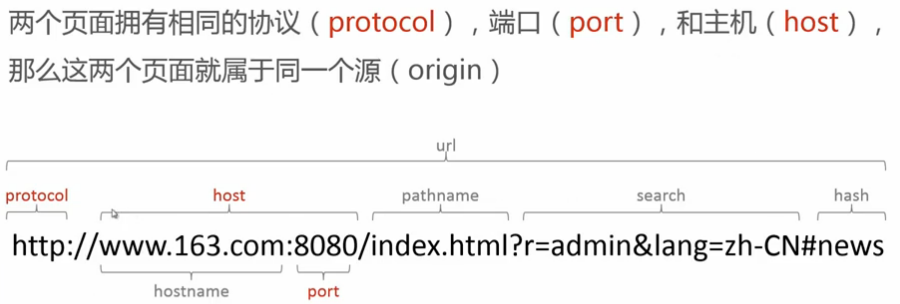 两个页面拥有相同的协议（protocol），端口（port），和主机（host），
那么这两个页面就属于同一个源（origin）
url
protocol host pathname search hash
http://www.163.com:8080/index.html?r=admin&lang=zh-CN#news
hostname port